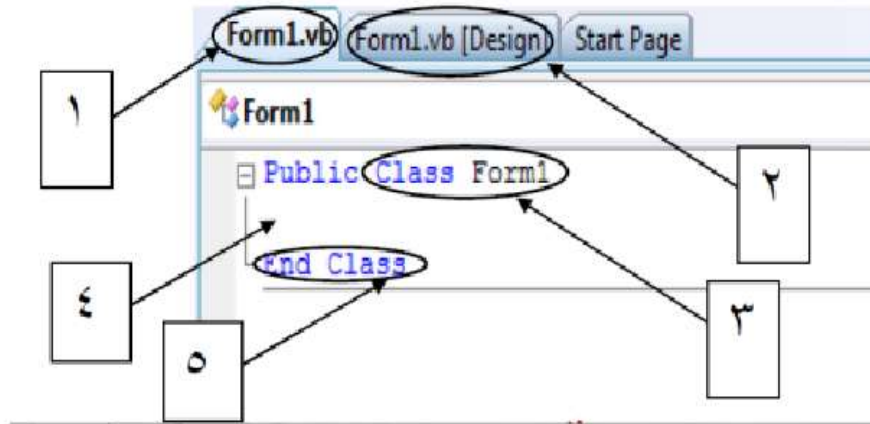 Form1.vb Form1.vb [Design] Start Page
١
Form1
Public Class Form1
٢
End Class
٤
٣
٥